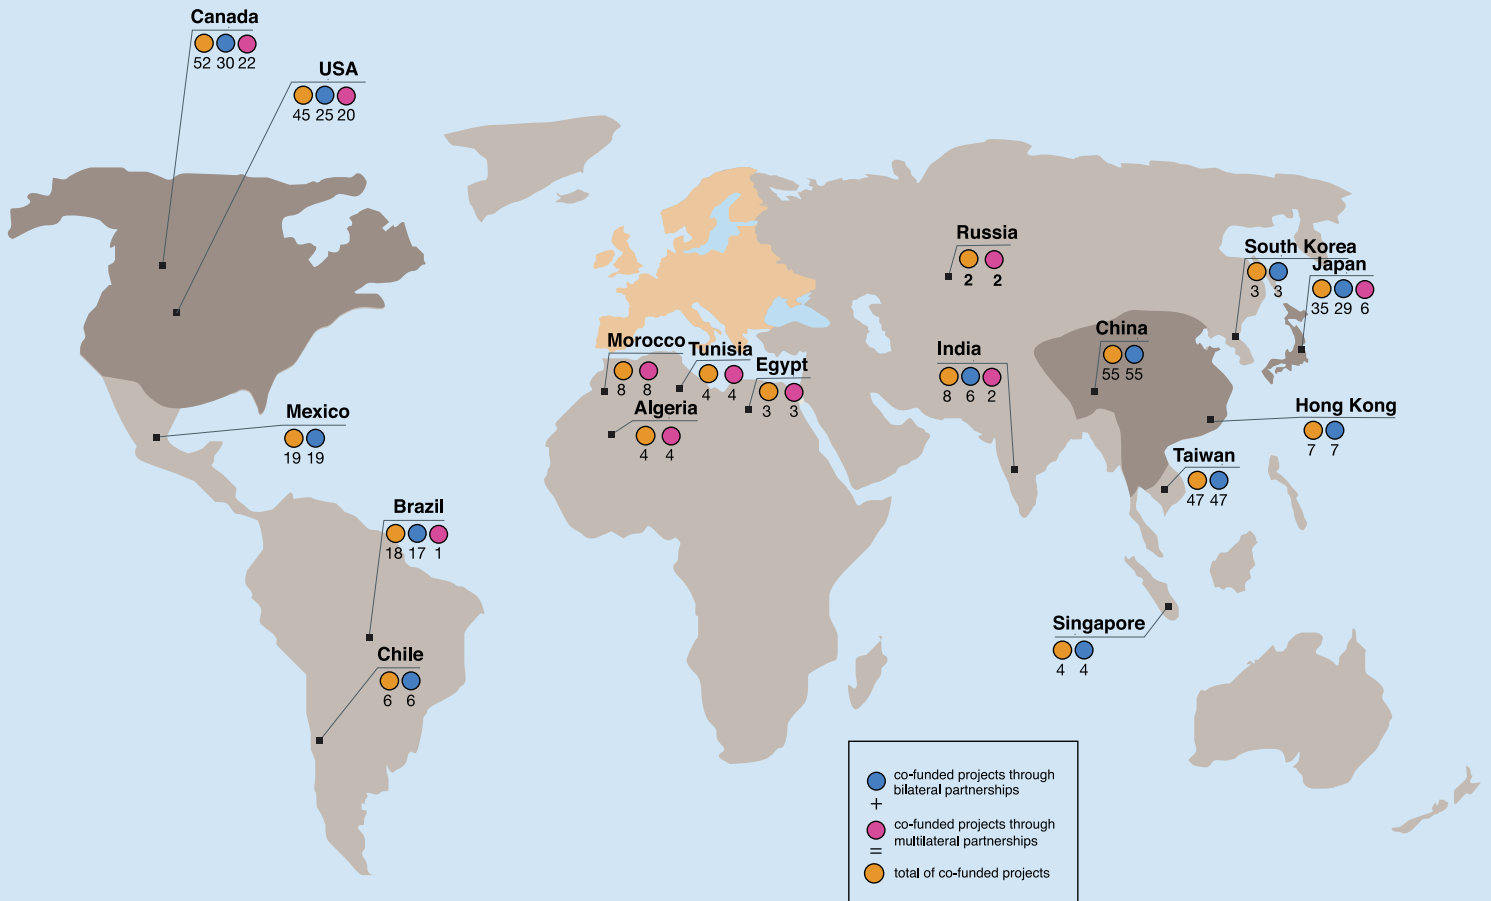 Canada
52 30 22
USA
45 25 20
Russia
2 2
South Korea
3 3
Japan
35 29 6
China
55 55
Morocco
8 8
Tunisia
4 4
Egypt
3 3
India
8 6 2
Algeria
4 4
Mexico
19 19
Hong Kong
7 7
Taiwan
47 47
Brazil
18 17 1
Singapore
4 4
Chile
6 6
co-funded projects through
bilateral partnerships
+
co-funded projects through
multilateral partnerships
=
total of co-funded projects